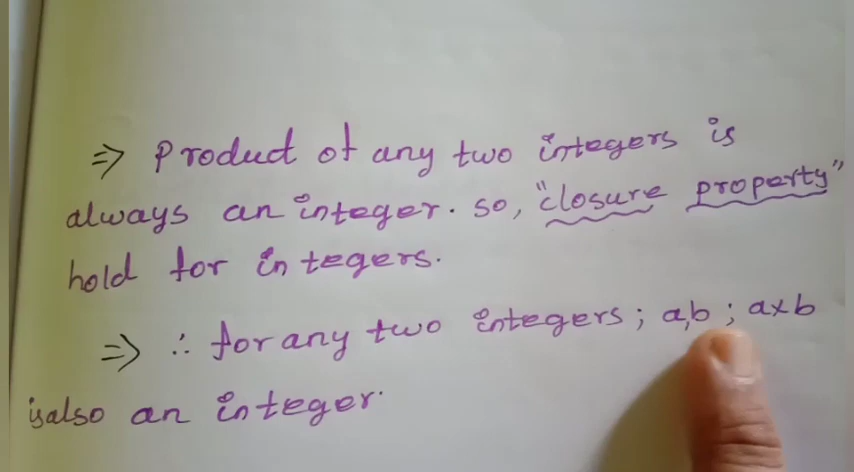 ⇒ Product of any two integers is
always an integer. so, "closure property"
hold for integers.
⇒ ∴ for any two integers; a,b; a×b
is also an integer.